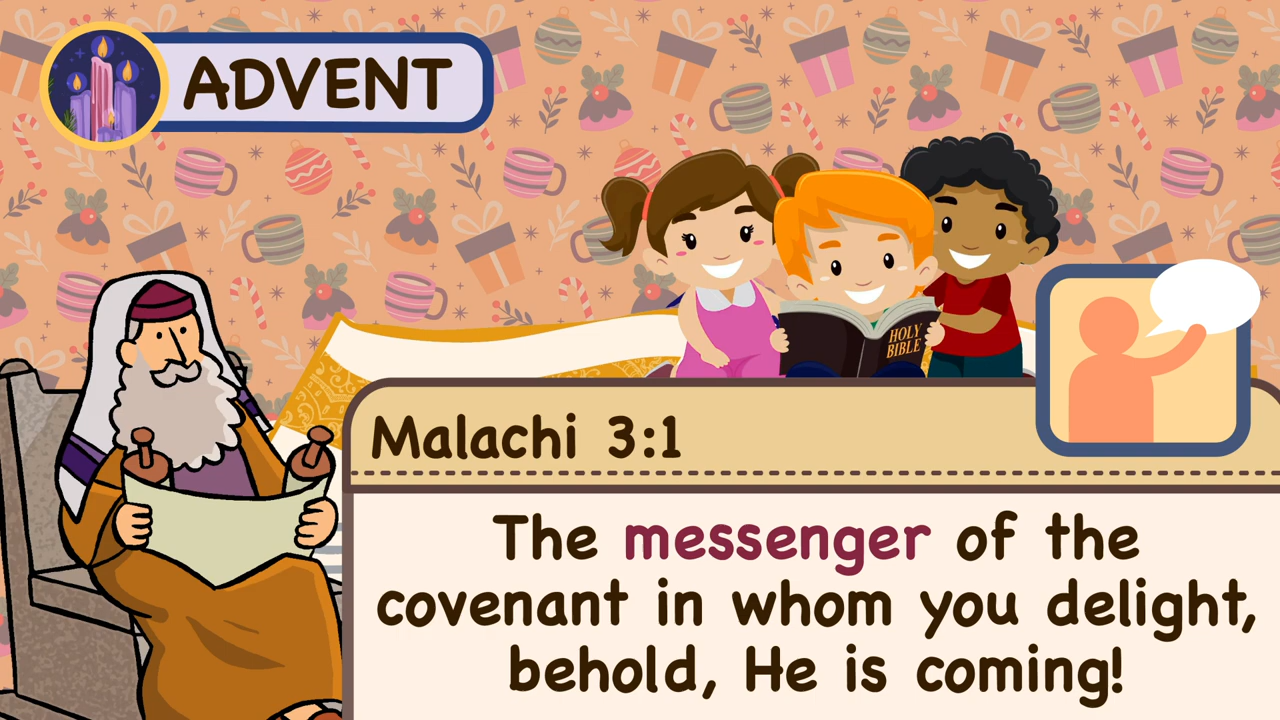 ADVENT
HOLY
BIBLE
Malachi 3:1
The messenger of the
covenant in whom you delight,
behold, He is coming!